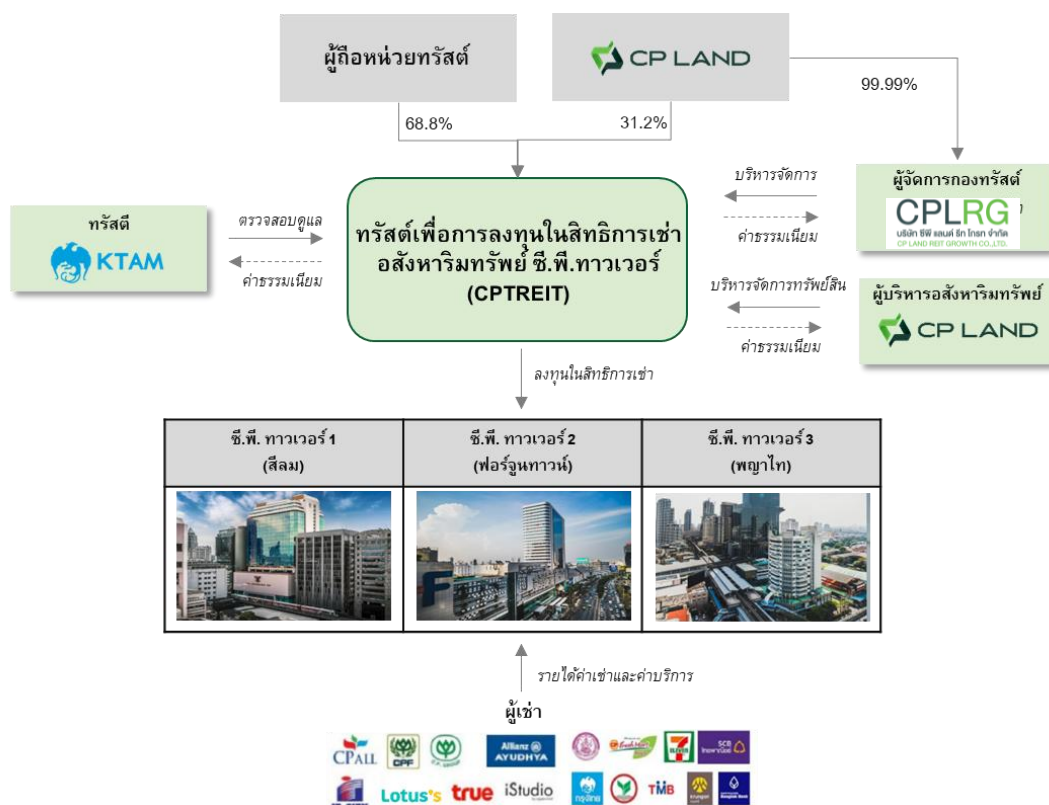 ผู้ถือหน่วยทรัสต์
CP LAND
68.8%
31.2%
99.99%
ทรัสตี
KTAM
ตรวจสอบดูแล
ค่าธรรมเนียม
ทรัสต์เพื่อการลงทุนในสิทธิการเช่า
อสังหาริมทรัพย์ ซี.พี.ทาวเวอร์
(CPTREIT)
บริหารจัดการ
ค่าธรรมเนียม
ผู้จัดการกองทรัสต์
CPLRG
บริษัท ซีพี แลนด์ รีท โกรท จำกัด
CP LAND REIT GROWTH CO.,LTD.
บริหารจัดการทรัพย์สิน
ค่าธรรมเนียม
ผู้บริหารอสังหาริมทรัพย์
CP LAND
ลงทุนในสิทธิการเช่า
ซี.พี. ทาวเวอร์ 1
(สีลม)
ซี.พี. ทาวเวอร์ 2
(ฟอร์จูนทาวน์)
ซี.พี. ทาวเวอร์ 3
(พญาไท)
รายได้ค่าเช่าและค่าบริการ
ผู้เช่า
CPALL
CPF
C.P. GROUP
Allianz
AYUDHYA
SCB
ไทยพาณิชย์
Lotus's
true
iStudio
กรุงไทย
TMB